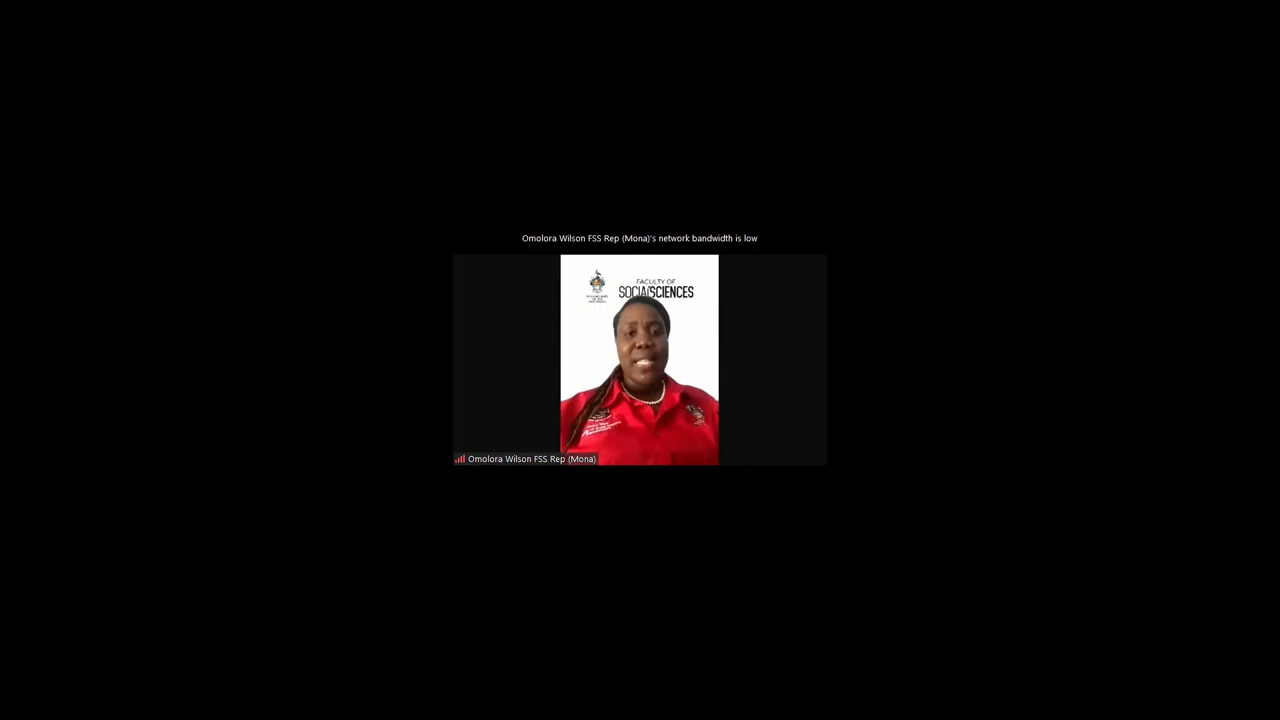 Omolora Wilson FSS Rep (Mona)'s network bandwidth is low
FACULTY OF
SOCIAL SCIENCES
Omolora Wilson FSS Rep (Mona)